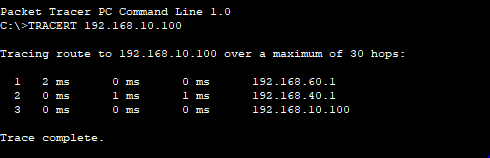 Packet Tracer PC Command Line 1.0
C:\>TRACERT 192.168.10.100
Tracing route to 192.168.10.100 over a maximum of 30 hops:
1 2 ms 0 ms 0 ms 192.168.60.1
2 0 ms 1 ms 1 ms 192.168.40.1
3 0 ms 0 ms 0 ms 192.168.10.100
Trace complete.